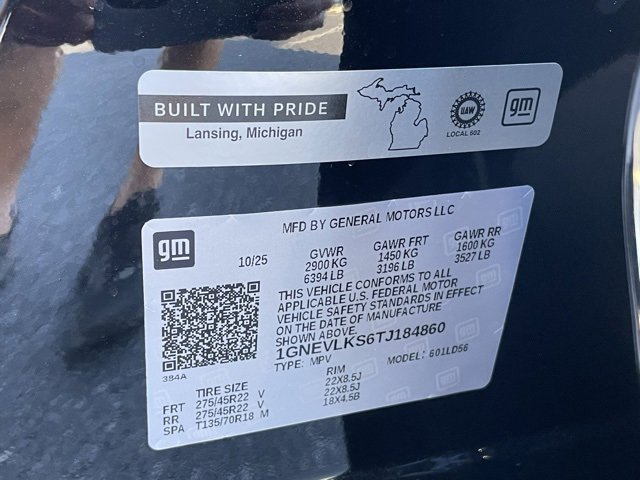 BUILT WITH PRIDE
Lansing, Michigan
UAW
LOCAL 602
gm
gm
MFD BY GENERAL MOTORS LLC
10/25
GVWR GAWR FRT GAWR RR
2900 KG 1450 KG 1600 KG
6394 LB 3196 LB 3527 LB
THIS VEHICLE CONFORMS TO ALL
APPLICABLE U.S. FEDERAL MOTOR
VEHICLE SAFETY STANDARDS IN EFFECT
ON THE DATE OF MANUFACTURE
SHOWN ABOVE.
1GNEVLKS6TJ184860
TYPE: MPV MODEL: 601LD56
384A
TIRE SIZE RIM
FRT 275/45R22 V 22X8.5J
RR 275/45R22 V 22X8.5J
SPA T135/70R18 M 18X4.5B